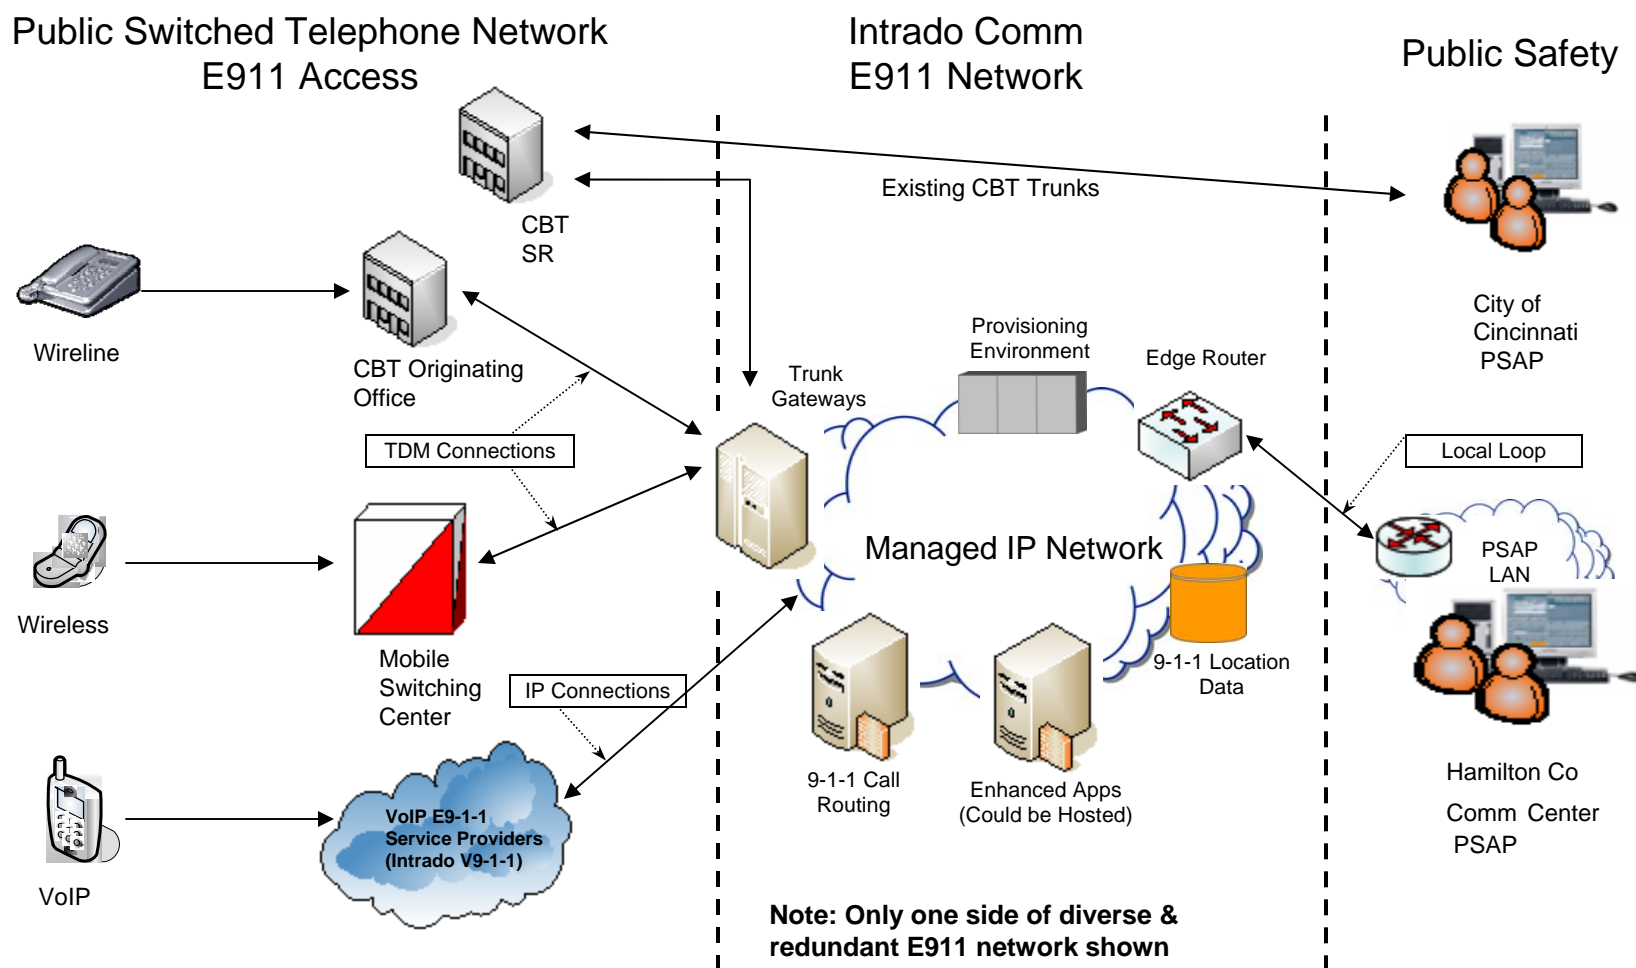 Public Switched Telephone Network
E911 Access
Intrado Comm
E911 Network
Public Safety
CBT
SR
Existing CBT Trunks
City of
Cincinnati
PSAP
Wireline
CBT Originating
Office
Trunk
Gateways
Provisioning
Environment
Edge Router
TDM Connections
Local Loop
Managed IP Network
PSAP
LAN
Wireless
Mobile
Switching
Center
IP Connections
9-1-1 Location
Data
9-1-1 Call
Routing
Enhanced Apps
(Could be Hosted)
Hamilton Co
Comm Center
PSAP
VoIP E9-1-1
Service Providers
(Intrado V9-1-1)
VoIP
Note: Only one side of diverse &
redundant E911 network shown